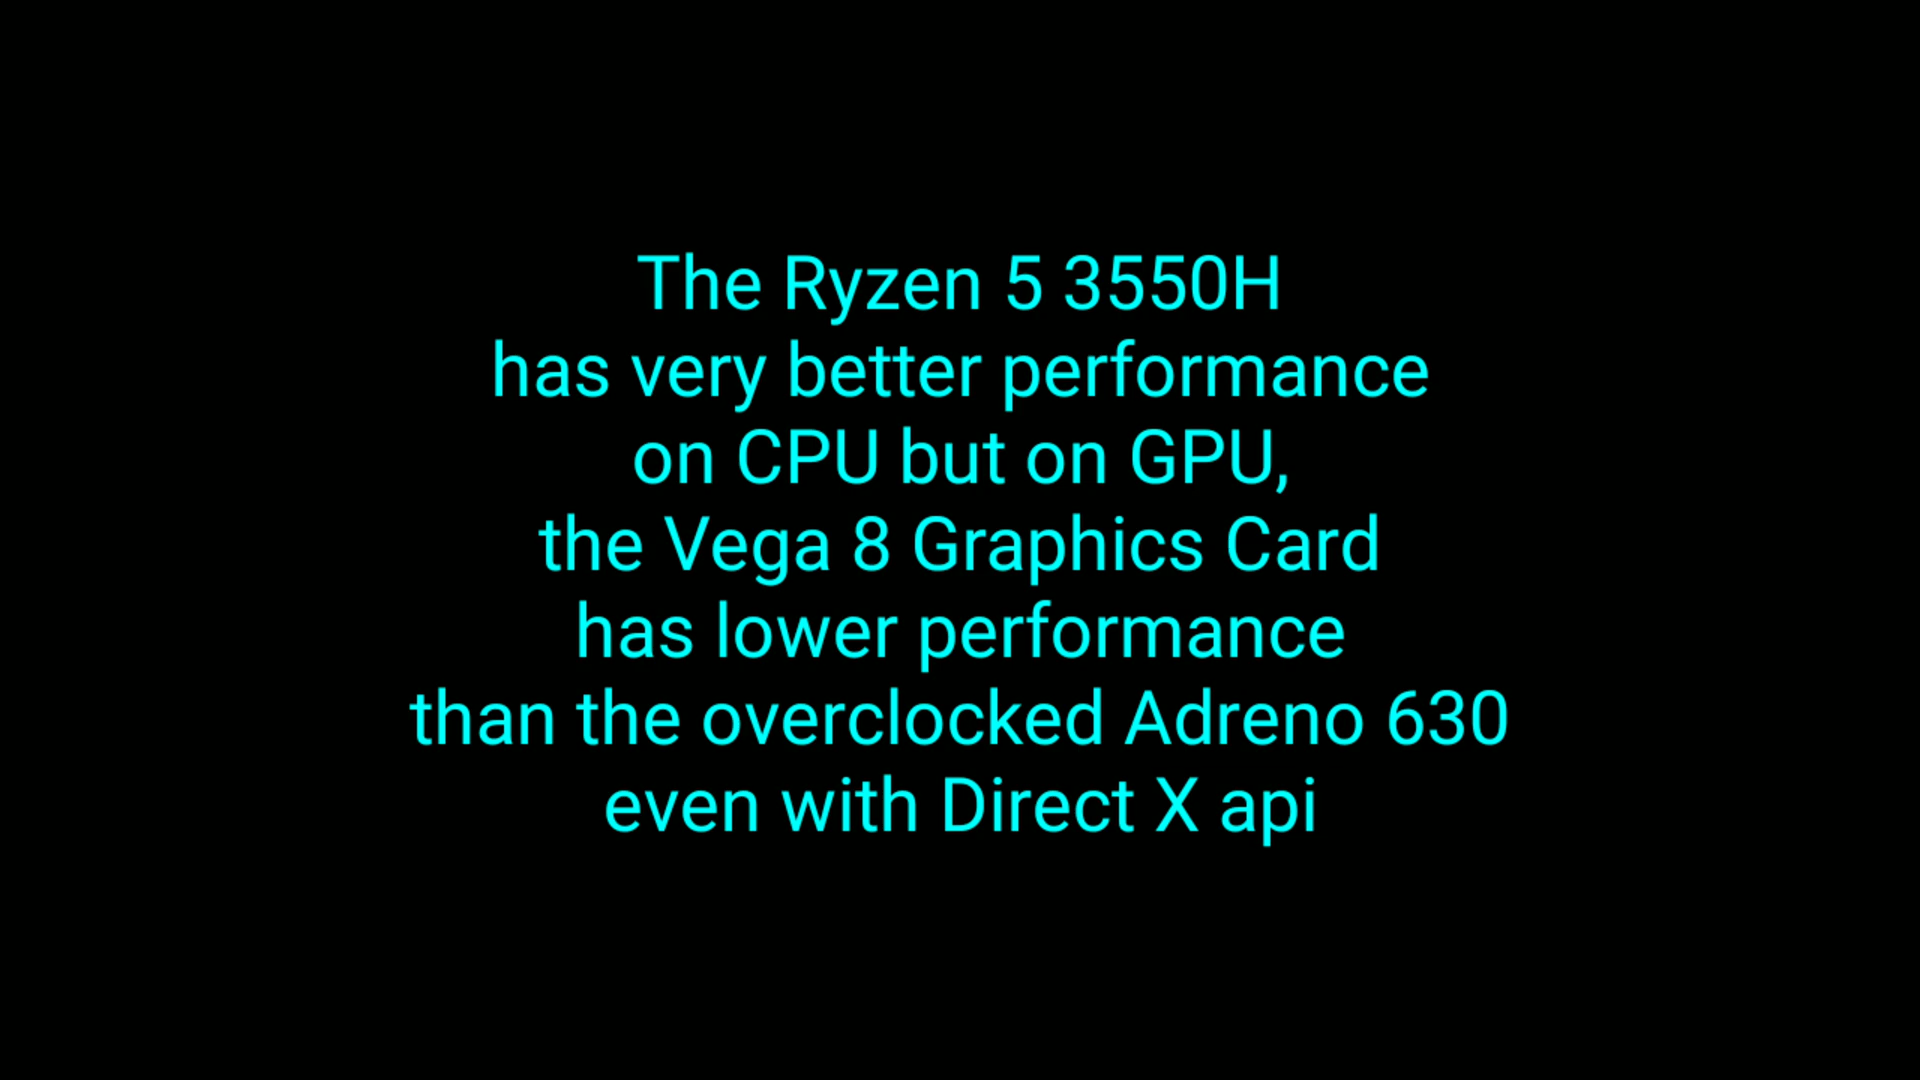 The Ryzen 5 3550H
has very better performance
on CPU but on GPU,
the Vega 8 Graphics Card
has lower performance
than the overclocked Adreno 630
even with Direct X api